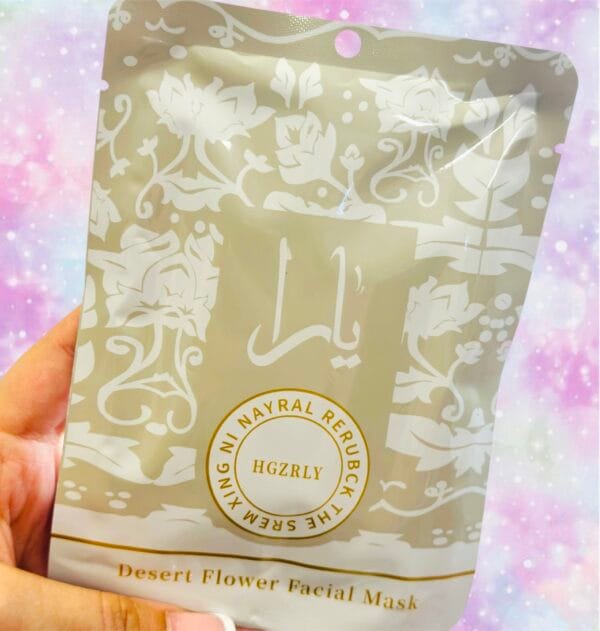 يارا
NAYRAL RERUBCK THE SREM XING NI
HGZRLY
Desert Flower Facial Mask